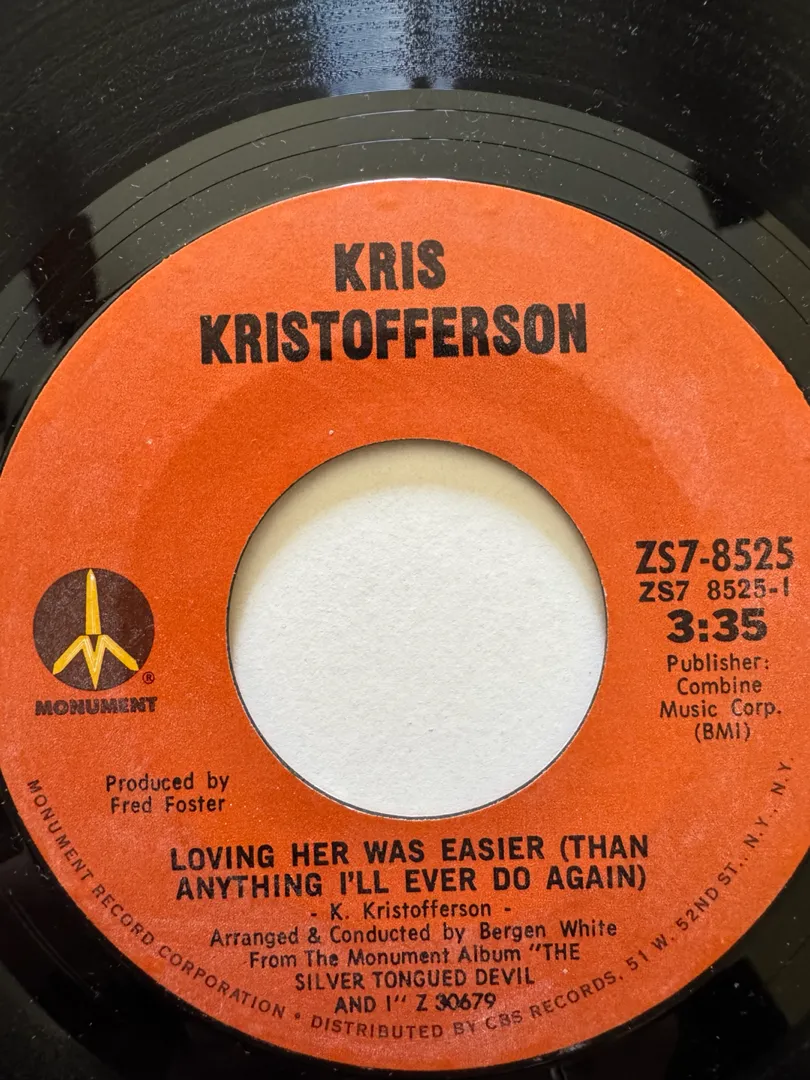 KRIS
KRISTOFFERSON
ZS7-8525
ZS7 8525-1
3:35
Publisher:
Combine
Music Corp.
(BMI)
®
MONUMENT
Produced by
Fred Foster
LOVING HER WAS EASIER (THAN
ANYTHING I'LL EVER DO AGAIN)
- K. Kristofferson -
Arranged & Conducted by Bergen White
From The Monument Album "THE
SILVER TONGUED DEVIL
AND I" Z 30679
MONUMENT RECORD CORPORATION • DISTRIBUTED BY CBS RECORDS, 51 W. 52ND ST., N.Y., N.Y.